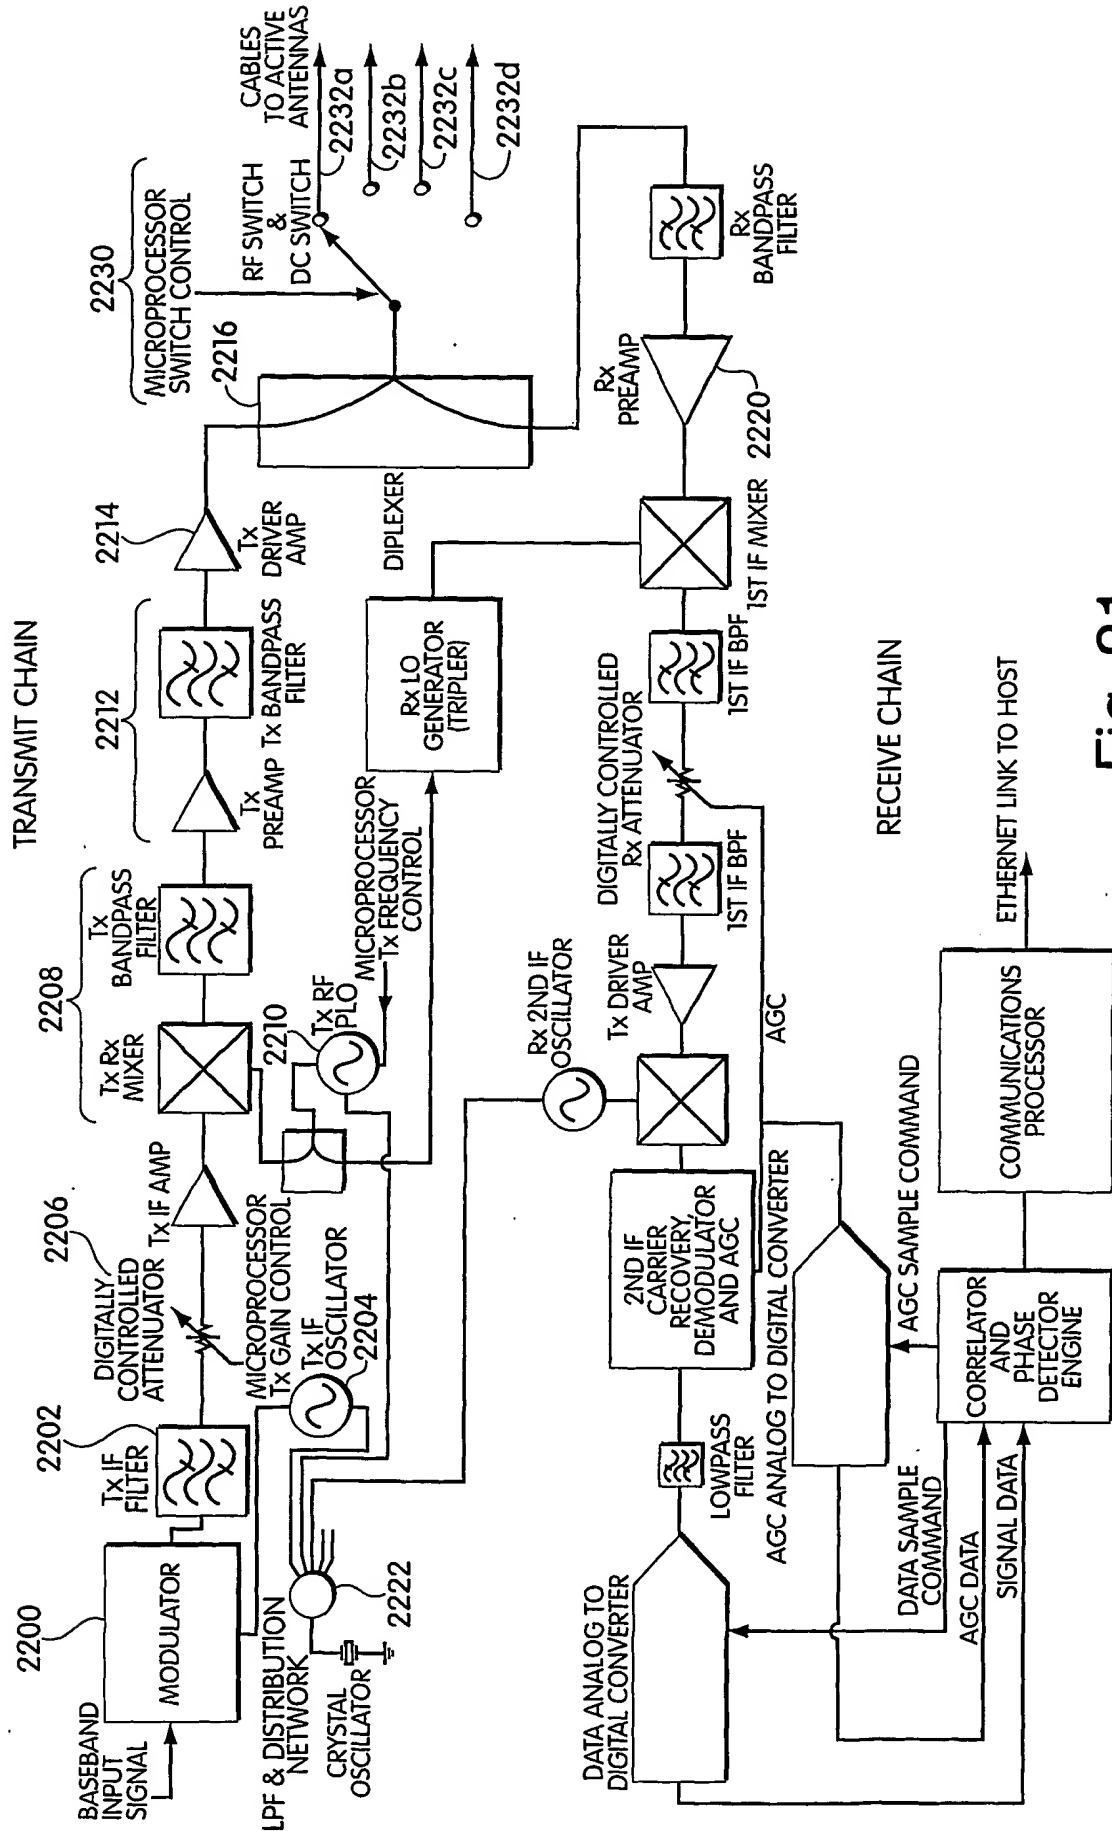 TRANSMIT CHAIN
2200
BASEBAND
INPUT
SIGNAL
MODULATOR
2202
Tx IF
FILTER
2206
DIGITALLY
CONTROLLED
ATTENUATOR
MICROPROCESSOR
Tx GAIN CONTROL
Tx IF AMP
2208
Tx Rx
MIXER
Tx
BANDPASS
FILTER
2212
Tx
PREAMP
Tx BANDPASS
FILTER
2214
Tx
DRIVER
AMP
2216
DIPLEXER
2230
MICROPROCESSOR
SWITCH CONTROL
RF SWITCH
&
DC SWITCH
CABLES
TO ACTIVE
ANTENNAS
2232a
2232b
2232c
2232d
Tx IF
OSCILLATOR
2204
2210
Tx RF
PLO
MICROPROCESSOR
Tx FREQUENCY
CONTROL
Rx LO
GENERATOR
(TRIPLER)
LPF & DISTRIBUTION
NETWORK
2222
CRYSTAL
OSCILLATOR
Rx
BANDPASS
FILTER
Rx
PREAMP
2220
1ST IF MIXER
1ST IF BPF
DIGITALLY CONTROLLED
Rx ATTENUATOR
1ST IF BPF
Tx DRIVER
AMP
Rx 2ND IF
OSCILLATOR
2ND IF
CARRIER
RECOVERY,
DEMODULATOR
AND AGC
AGC
LOWPASS
FILTER
DATA ANALOG TO
DIGITAL CONVERTER
AGC ANALOG TO DIGITAL CONVERTER
RECEIVE CHAIN
DATA SAMPLE
COMMAND
AGC DATA
SIGNAL DATA
AGC SAMPLE COMMAND
CORRELATOR
AND
PHASE
DETECTOR
ENGINE
COMMUNICATIONS
PROCESSOR
ETHERNET LINK TO HOST